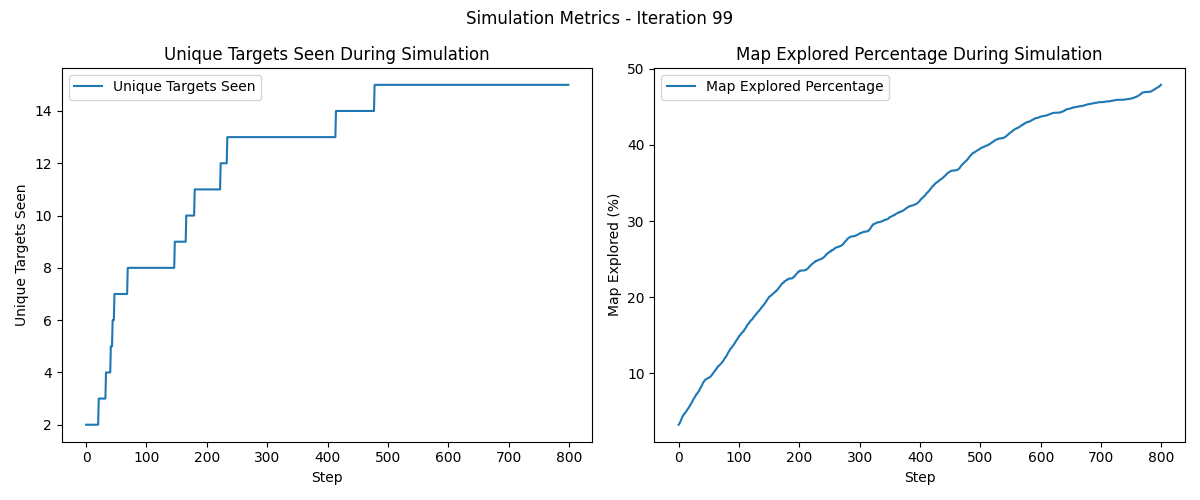 Simulation Metrics - Iteration 99
Unique Targets Seen During Simulation
Unique Targets Seen
Unique Targets Seen
14
12
10
8
6
4
2
0 100 200 300 400 500 600 700 800
Step
Map Explored Percentage During Simulation
Map Explored Percentage
Map Explored (%)
50
40
30
20
10
0 100 200 300 400 500 600 700 800
Step